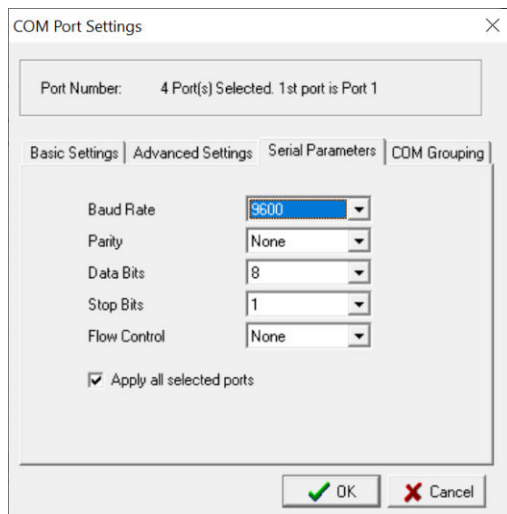 COM Port Settings
Port Number: 4 Port(s) Selected. 1st port is Port 1
Basic Settings Advanced Settings Serial Parameters COM Grouping
Baud Rate 9600
Parity None
Data Bits 8
Stop Bits 1
Flow Control None
Apply all selected ports
OK Cancel